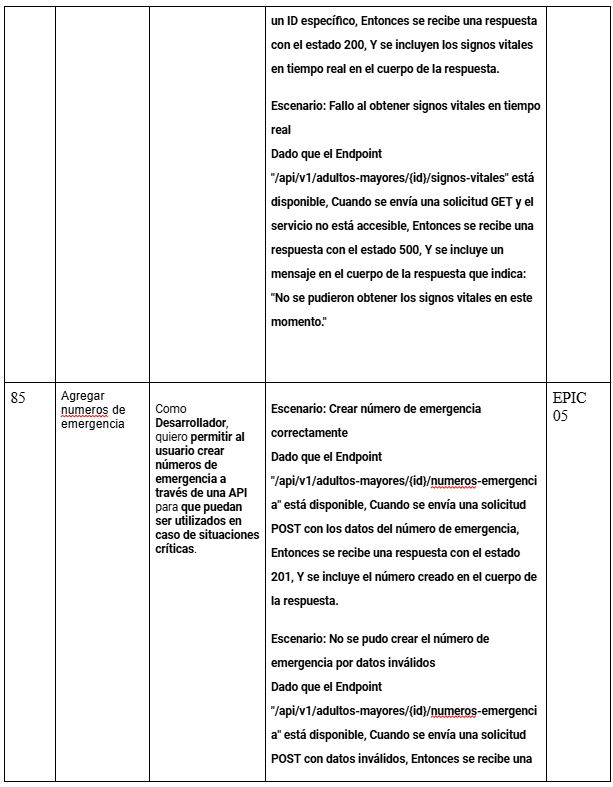 un ID específico, Entonces se recibe una respuesta
con el estado 200, Y se incluyen los signos vitales
en tiempo real en el cuerpo de la respuesta.
Escenario: Fallo al obtener signos vitales en tiempo
real
Dado que el Endpoint
"/api/v1/adultos-mayores/{id}/signos-vitales" está
disponible, Cuando se envía una solicitud GET y el
servicio no está accesible, Entonces se recibe una
respuesta con el estado 500, Y se incluye un
mensaje en el cuerpo de la respuesta que indica:
"No se pudieron obtener los signos vitales en este
momento."
85
Agregar
numeros de
emergencia
Como
Desarrollador,
quiero permitir al
usuario crear
números de
emergencia a
través de una API
para que puedan
ser utilizados en
caso de situaciones
críticas.
Escenario: Crear número de emergencia
correctamente
Dado que el Endpoint
"/api/v1/adultos-mayores/{id}/numeros-emergenci
a" está disponible, Cuando se envía una solicitud
POST con los datos del número de emergencia,
Entonces se recibe una respuesta con el estado
201, Y se incluye el número creado en el cuerpo de
la respuesta.
Escenario: No se pudo crear el número de
emergencia por datos inválidos
Dado que el Endpoint
"/api/v1/adultos-mayores/{id}/numeros-emergenci
a" está disponible, Cuando se envía una solicitud
POST con datos inválidos, Entonces se recibe una
EPIC
05